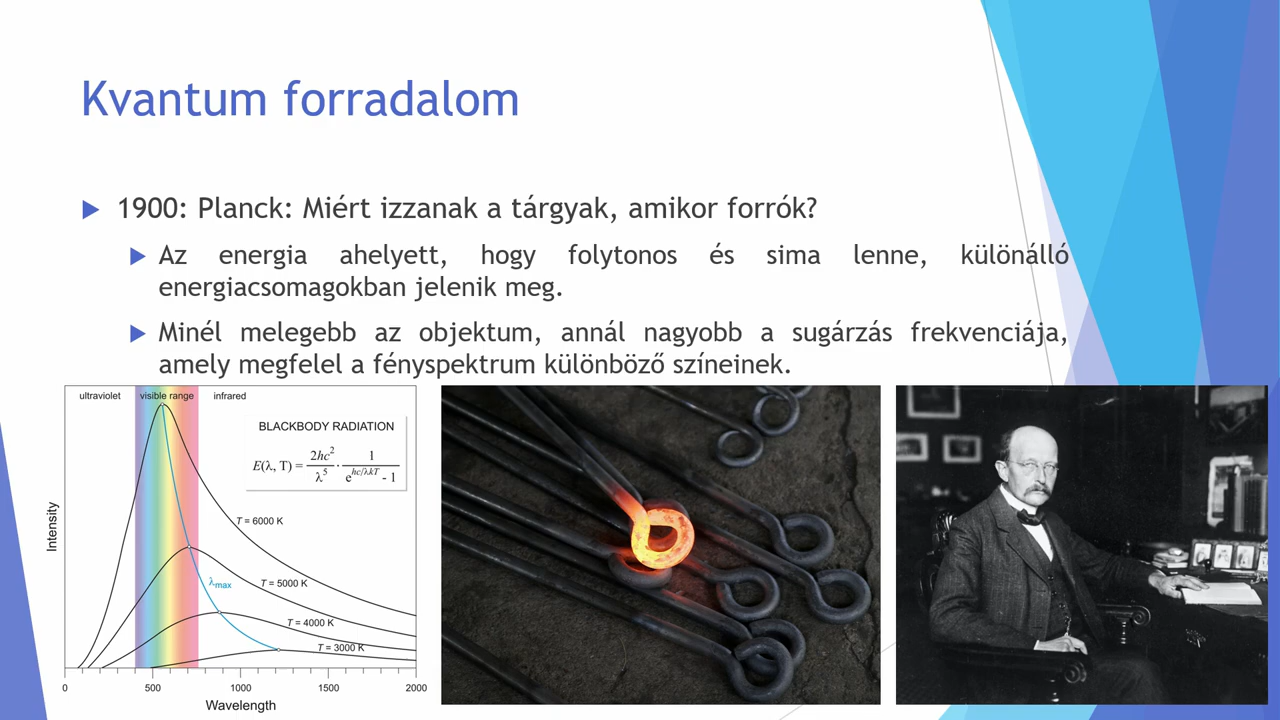 Kvantum forradalom
1900: Planck: Miért izzanak a tárgyak, amikor forrók?
Az energia ahelyett, hogy folytonos és sima lenne, különálló
energiacsomagokban jelenik meg.
Minél melegebb az objektum, annál nagyobb a sugárzás frekvenciája,
amely megfelel a fényspektrum különböző színeinek.
ultraviolet visible range infrared
BLACKBODY RADIATION
E(λ, T) = 2hc² / λ⁵ · 1 / e^hc/λkT - 1
T = 6000 K
T = 5000 K
λmax
T = 4000 K
T = 3000 K
Intensity
0 500 1000 1500 2000
Wavelength